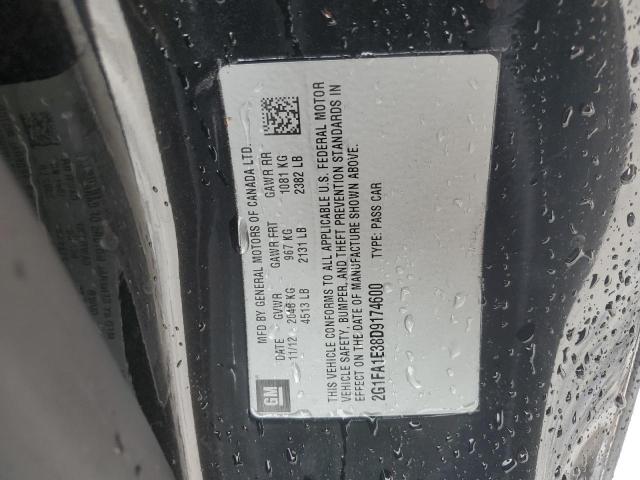 GM
MFD BY GENERAL MOTORS OF CANADA LTD.
DATE GVWR GAWR FRT GAWR RR
11/12 2048 KG 967 KG 1081 KG
4513 LB 2131 LB 2382 LB
THIS VEHICLE CONFORMS TO ALL APPLICABLE U.S. FEDERAL MOTOR
VEHICLE SAFETY, BUMPER, AND THEFT PREVENTION STANDARDS IN
EFFECT ON THE DATE OF MANUFACTURE SHOWN ABOVE.
2G1FA1E38D9174600 TYPE: PASS CAR